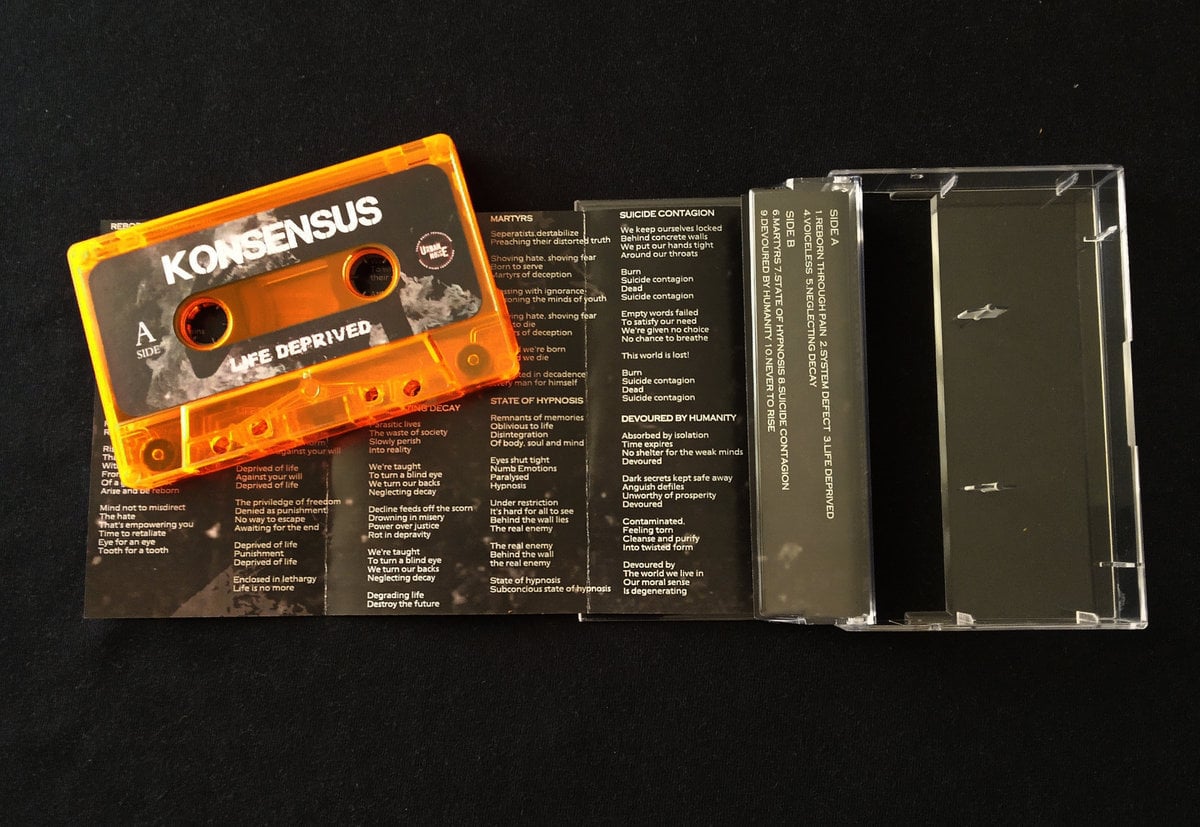 KONSENSUS
A
SIDE
LIFE DEPRIVED
URBAN
NOISE
REBO
Mind not to misdirect
The hate
That's empowering you
Time to retaliate
Eye for an eye
Tooth for a tooth
Arise and be reborn
against your will
Deprived of life
Against your will
Deprived of life
The priviledge of freedom
Denied as punishment
No way to escape
Awaiting for the end
Deprived of life
Punishment
Deprived of life
Enclosed in lethargy
Life is no more
DECAY
Parasitic lives
The waste of society
Slowly perish
Into reality
We're taught
To turn a blind eye
We turn our backs
Neglecting decay
Decline feeds off the scorn
Drowning in misery
Power over justice
Rot in depravity
We're taught
To turn a blind eye
We turn our backs
Neglecting decay
Degrading life
Destroy the future
MARTYRS
Seperatists destabilize
Preaching their distorted truth
Shoving hate, shoving fear
Born to serve
Martyrs of deception
with ignorance
the minds of youth
hate, shoving fear
to die
of deception
we're born
we die
in decadence
Every man for himself
STATE OF HYPNOSIS
Remnants of memories
Oblivious to life
Disintegration
Of body, soul and mind
Eyes shut tight
Numb Emotions
Paralysed
Hypnosis
Under restriction
It's hard for all to see
Behind the wall lies
The real enemy
The real enemy
Behind the wall
the real enemy
State of hypnosis
Subconcious state of hypnosis
SUICIDE CONTAGION
We keep ourselves locked
Behind concrete walls
We put our hands tight
Around our throats
Burn
Suicide contagion
Dead
Suicide contagion
Empty words failed
To satisfy our need
We're given no choice
No chance to breathe
This world is lost!
Burn
Suicide contagion
Dead
Suicide contagion
DEVOURED BY HUMANITY
Absorbed by isolation
Time expires
No shelter for the weak minds
Devoured
Dark secrets kept safe away
Anguish defiles
Unworthy of prosperity
Devoured
Contaminated,
Feeling torn
Cleanse and purify
Into twisted form
Devoured by
The world we live in
Our moral sense
Is degenerating
SIDE A
1.REBORN THROUGH PAIN 2.SYSTEM DEFECT 3.LIFE DEPRIVED
4.VOICELESS 5.NEGLECTING DECAY
SIDE B
6.MARTYRS 7.STATE OF HYPNOSIS 8.SUICIDE CONTAGION
9.DEVOURED BY HUMANITY 10.NEVER TO RISE